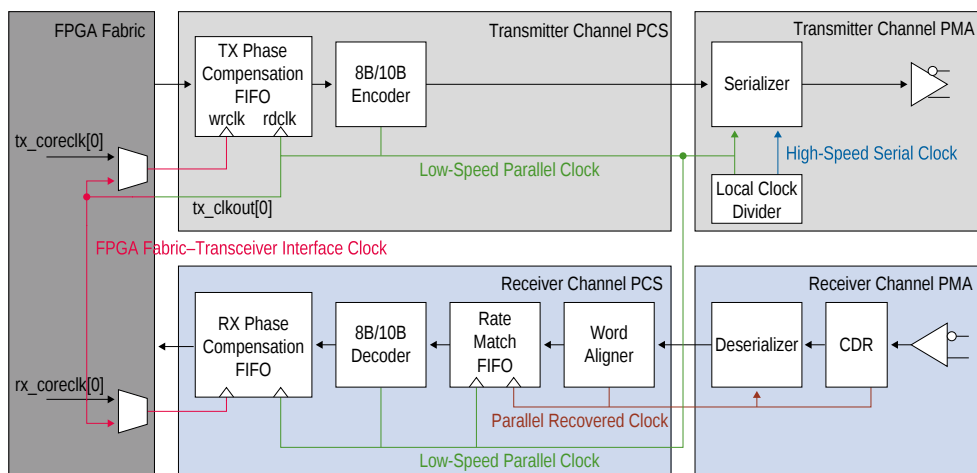 FPGA Fabric
Transmitter Channel PCS
Transmitter Channel PMA
TX Phase
Compensation
FIFO
wrclk rdclk
8B/10B
Encoder
Serializer
tx_coreclk[0]
Low-Speed Parallel Clock
High-Speed Serial Clock
Local Clock
Divider
tx_clkout[0]
FPGA Fabric–Transceiver Interface Clock
Receiver Channel PCS
Receiver Channel PMA
RX Phase
Compensation
FIFO
8B/10B
Decoder
Rate
Match
FIFO
Word
Aligner
Deserializer
CDR
rx_coreclk[0]
Parallel Recovered Clock
Low-Speed Parallel Clock